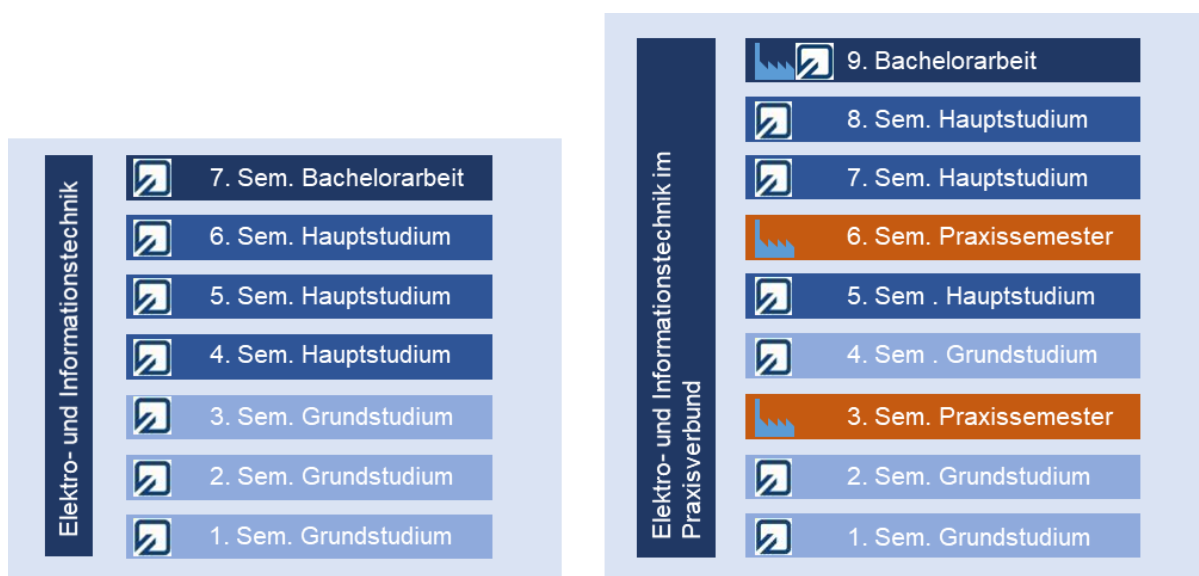 Elektro- und Informationstechnik
7. Sem. Bachelorarbeit
6. Sem. Hauptstudium
5. Sem. Hauptstudium
4. Sem. Hauptstudium
3. Sem. Grundstudium
2. Sem. Grundstudium
1. Sem. Grundstudium
Elektro- und Informationstechnik im
Praxisverbund
9. Bachelorarbeit
8. Sem. Hauptstudium
7. Sem. Hauptstudium
6. Sem. Praxissemester
5. Sem . Hauptstudium
4. Sem . Grundstudium
3. Sem. Praxissemester
2. Sem. Grundstudium
1. Sem. Grundstudium